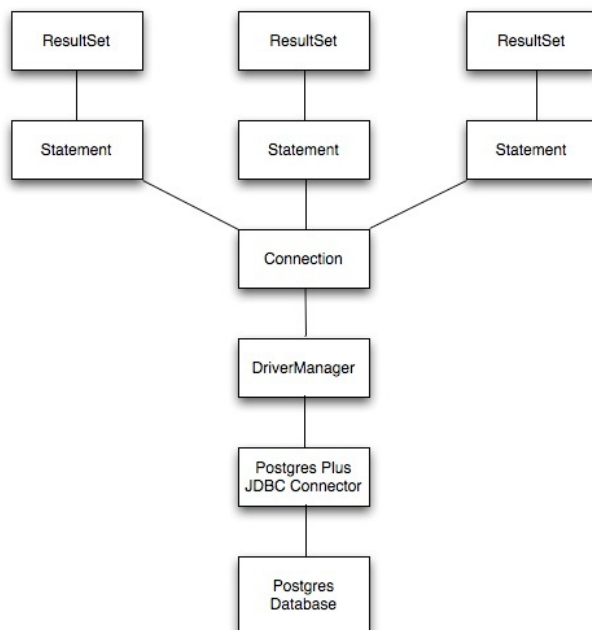 ResultSet
ResultSet
ResultSet
Statement
Statement
Statement
Connection
DriverManager
Postgres Plus
JDBC Connector
Postgres
Database